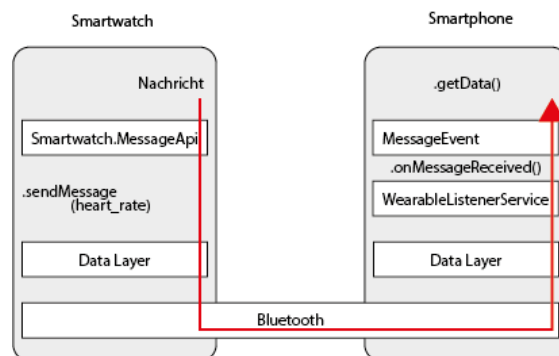 Smartwatch
Nachricht
Smartwatch.MessageApi
.sendMessage
(heart_rate)
Data Layer
Smartphone
.getData()
MessageEvent
.onMessageReceived()
WearableListenerService
Data Layer
Bluetooth